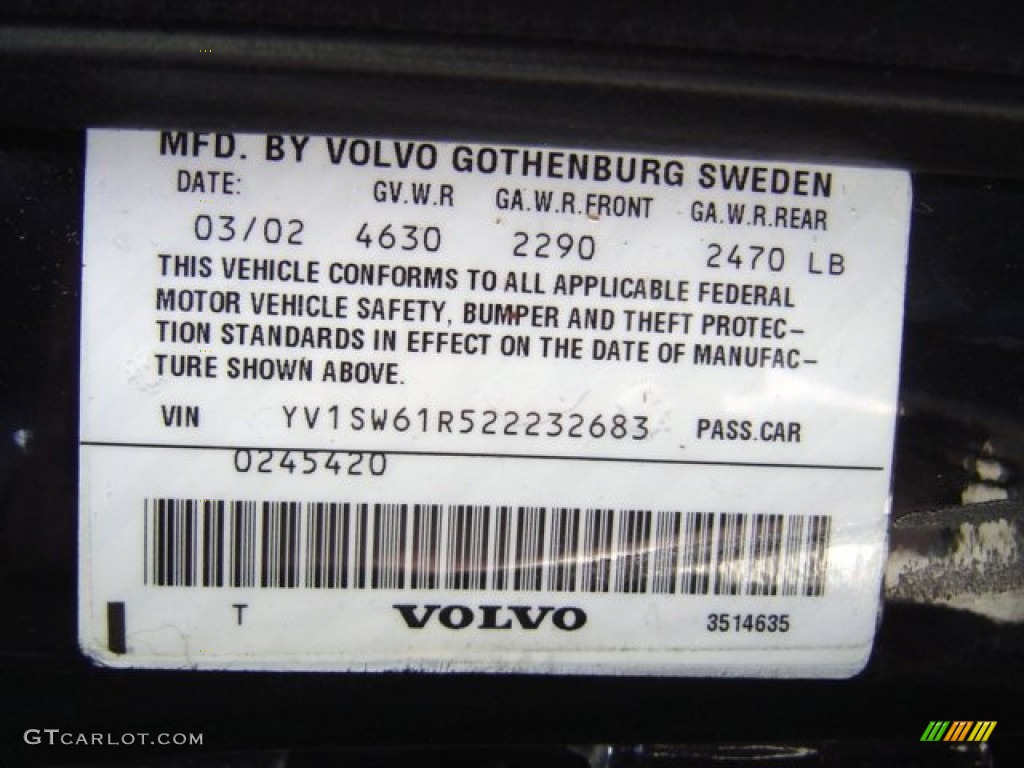 MFD. BY VOLVO GOTHENBURG SWEDEN
DATE: GV.W.R GA.W.R.FRONT GA.W.R.REAR
03/02 4630 2290 2470 LB
THIS VEHICLE CONFORMS TO ALL APPLICABLE FEDERAL
MOTOR VEHICLE SAFETY, BUMPER AND THEFT PROTEC-
TION STANDARDS IN EFFECT ON THE DATE OF MANUFAC-
TURE SHOWN ABOVE.
VIN YV1SW61R522232683 PASS.CAR
0245420
T VOLVO 3514635
GTCARLOT.COM